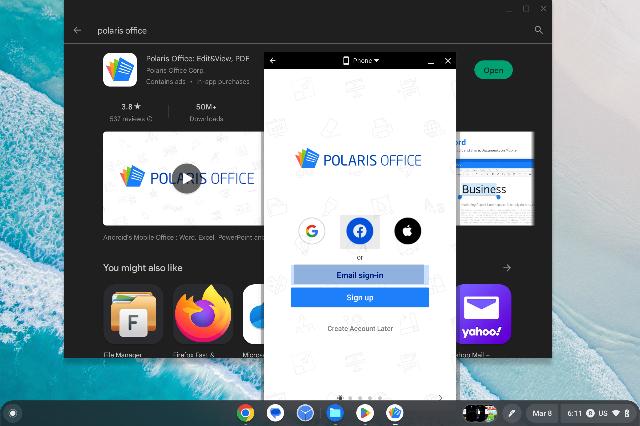 polaris office
Polaris Office: Edit&View, PDF
Polaris Office Corp.
Contains ads • In-app purchases
Open
3.8★
537 reviews
50M+
Downloads
Phone
POLARIS OFFICE
POLARIS OFFICE
Business
Android's Mobile Office : Word, Excel, PowerPoint and
or
Email sign-in
Sign up
Create Account Later
You might also like
F
yahoo!
File Manager
Firefox Fast &
Microso
ahoo Mail –
Mar 8
6:11
US